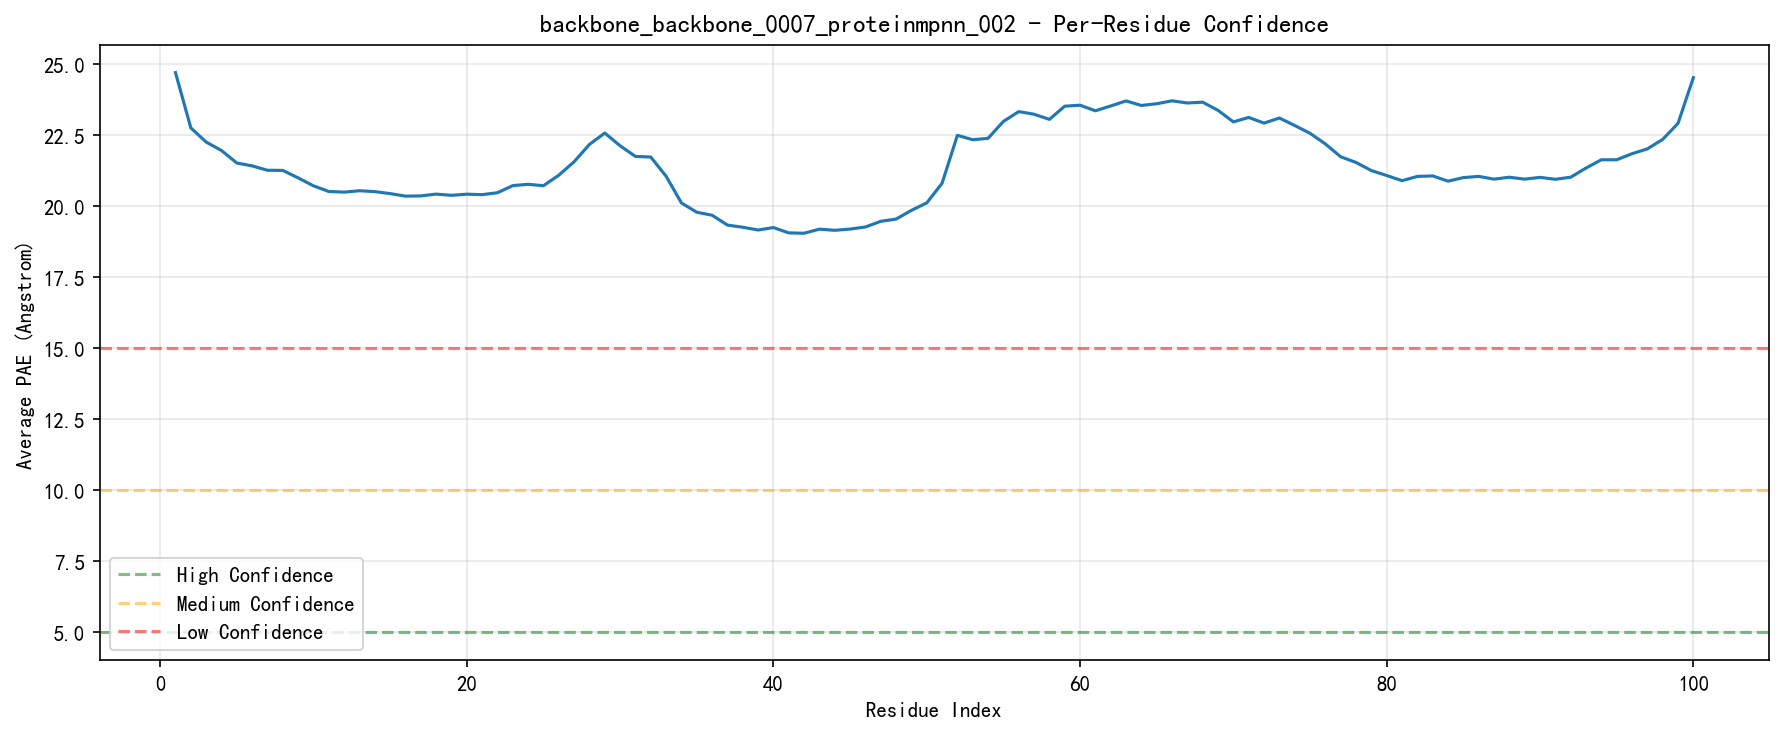 backbone_backbone_0007_proteinmpnn_002 - Per-Residue Confidence
25.0
22.5
20.0
17.5
15.0
12.5
10.0
7.5
5.0
Average PAE (Angstrom)
High Confidence
Medium Confidence
Low Confidence
0
20
40
60
80
100
Residue Index